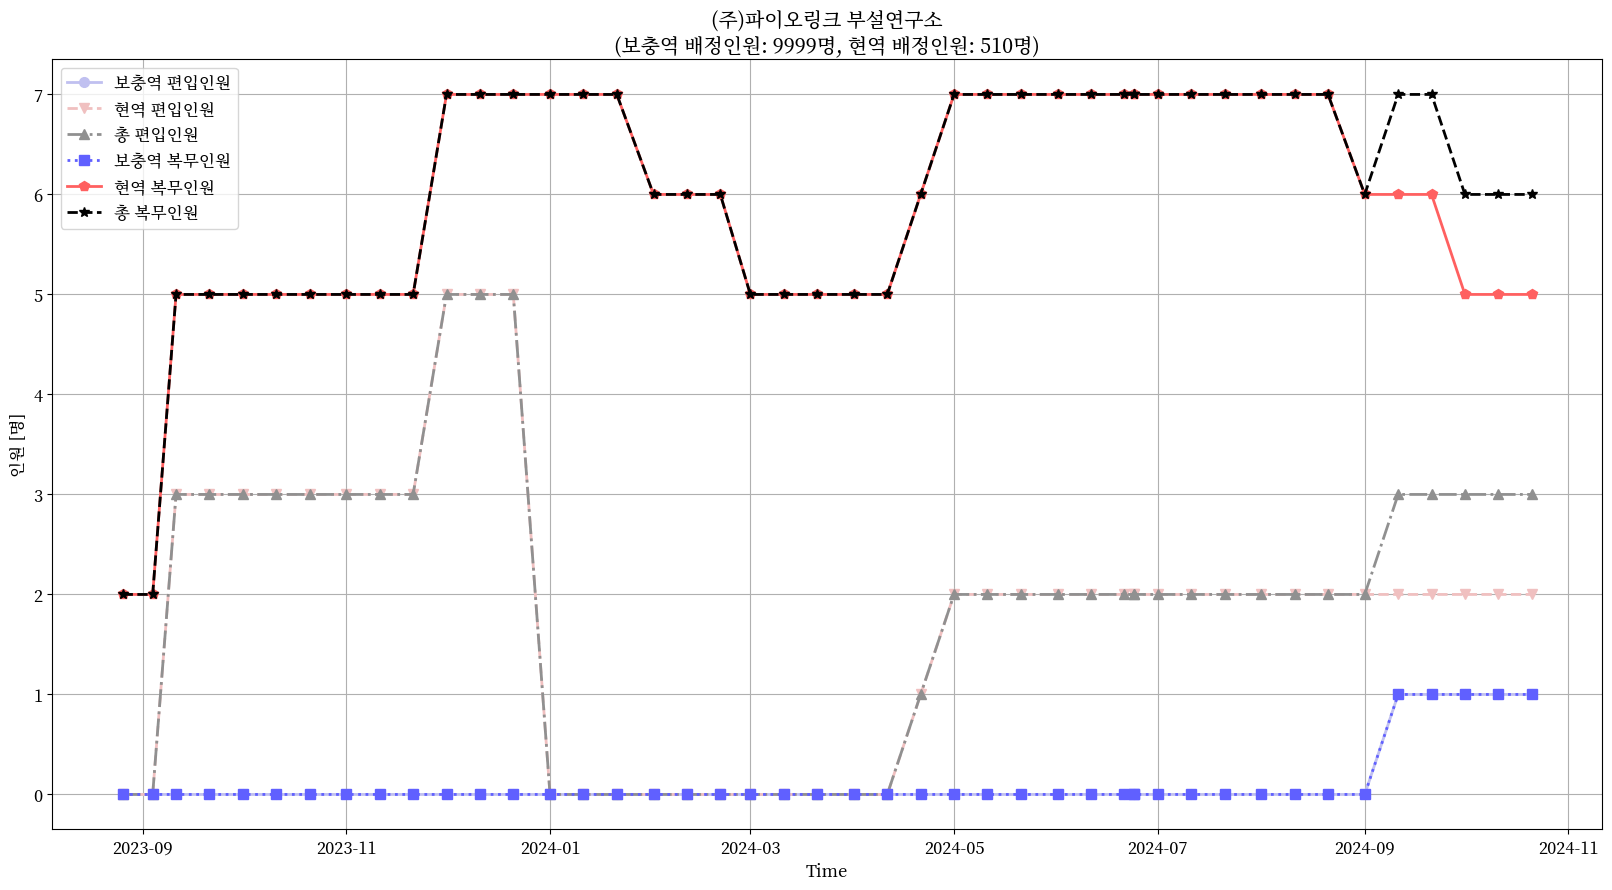 (주)파이오링크 부설연구소
(보충역 배정인원: 9999명, 현역 배정인원: 510명)
보충역 편입인원
현역 편입인원
총 편입인원
보충역 복무인원
현역 복무인원
총 복무인원
인원 [명]
7
6
5
4
3
2
1
0
2023-09
2023-11
2024-01
2024-03
2024-05
2024-07
2024-09
2024-11
Time